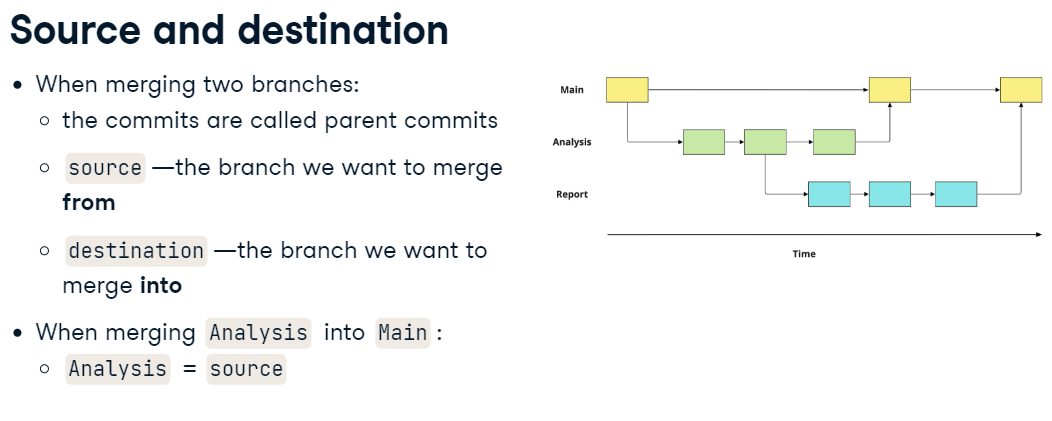 Source and destination
• When merging two branches:
○ the commits are called parent commits
○ source —the branch we want to merge
from
○ destination —the branch we want to
merge into
• When merging Analysis into Main :
○ Analysis = source
Main
Analysis
Report
Time